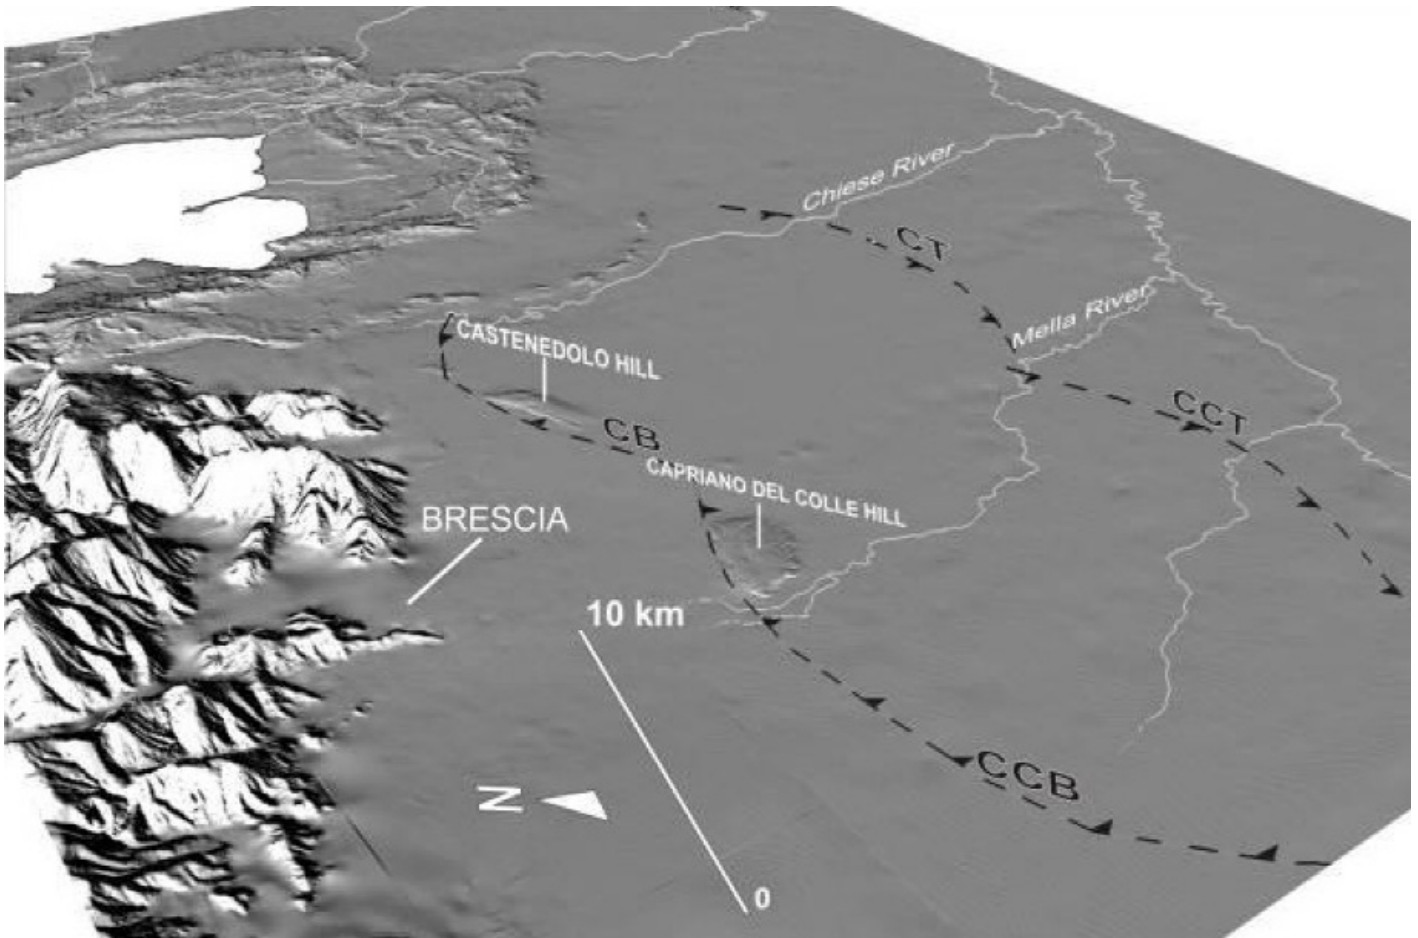 Chiese River
CT
Mella River
CASTENEDOLO HILL
CCT
CB
CAPRIANO DEL COLLE HILL
BRESCIA
10 km
CCB
N
0